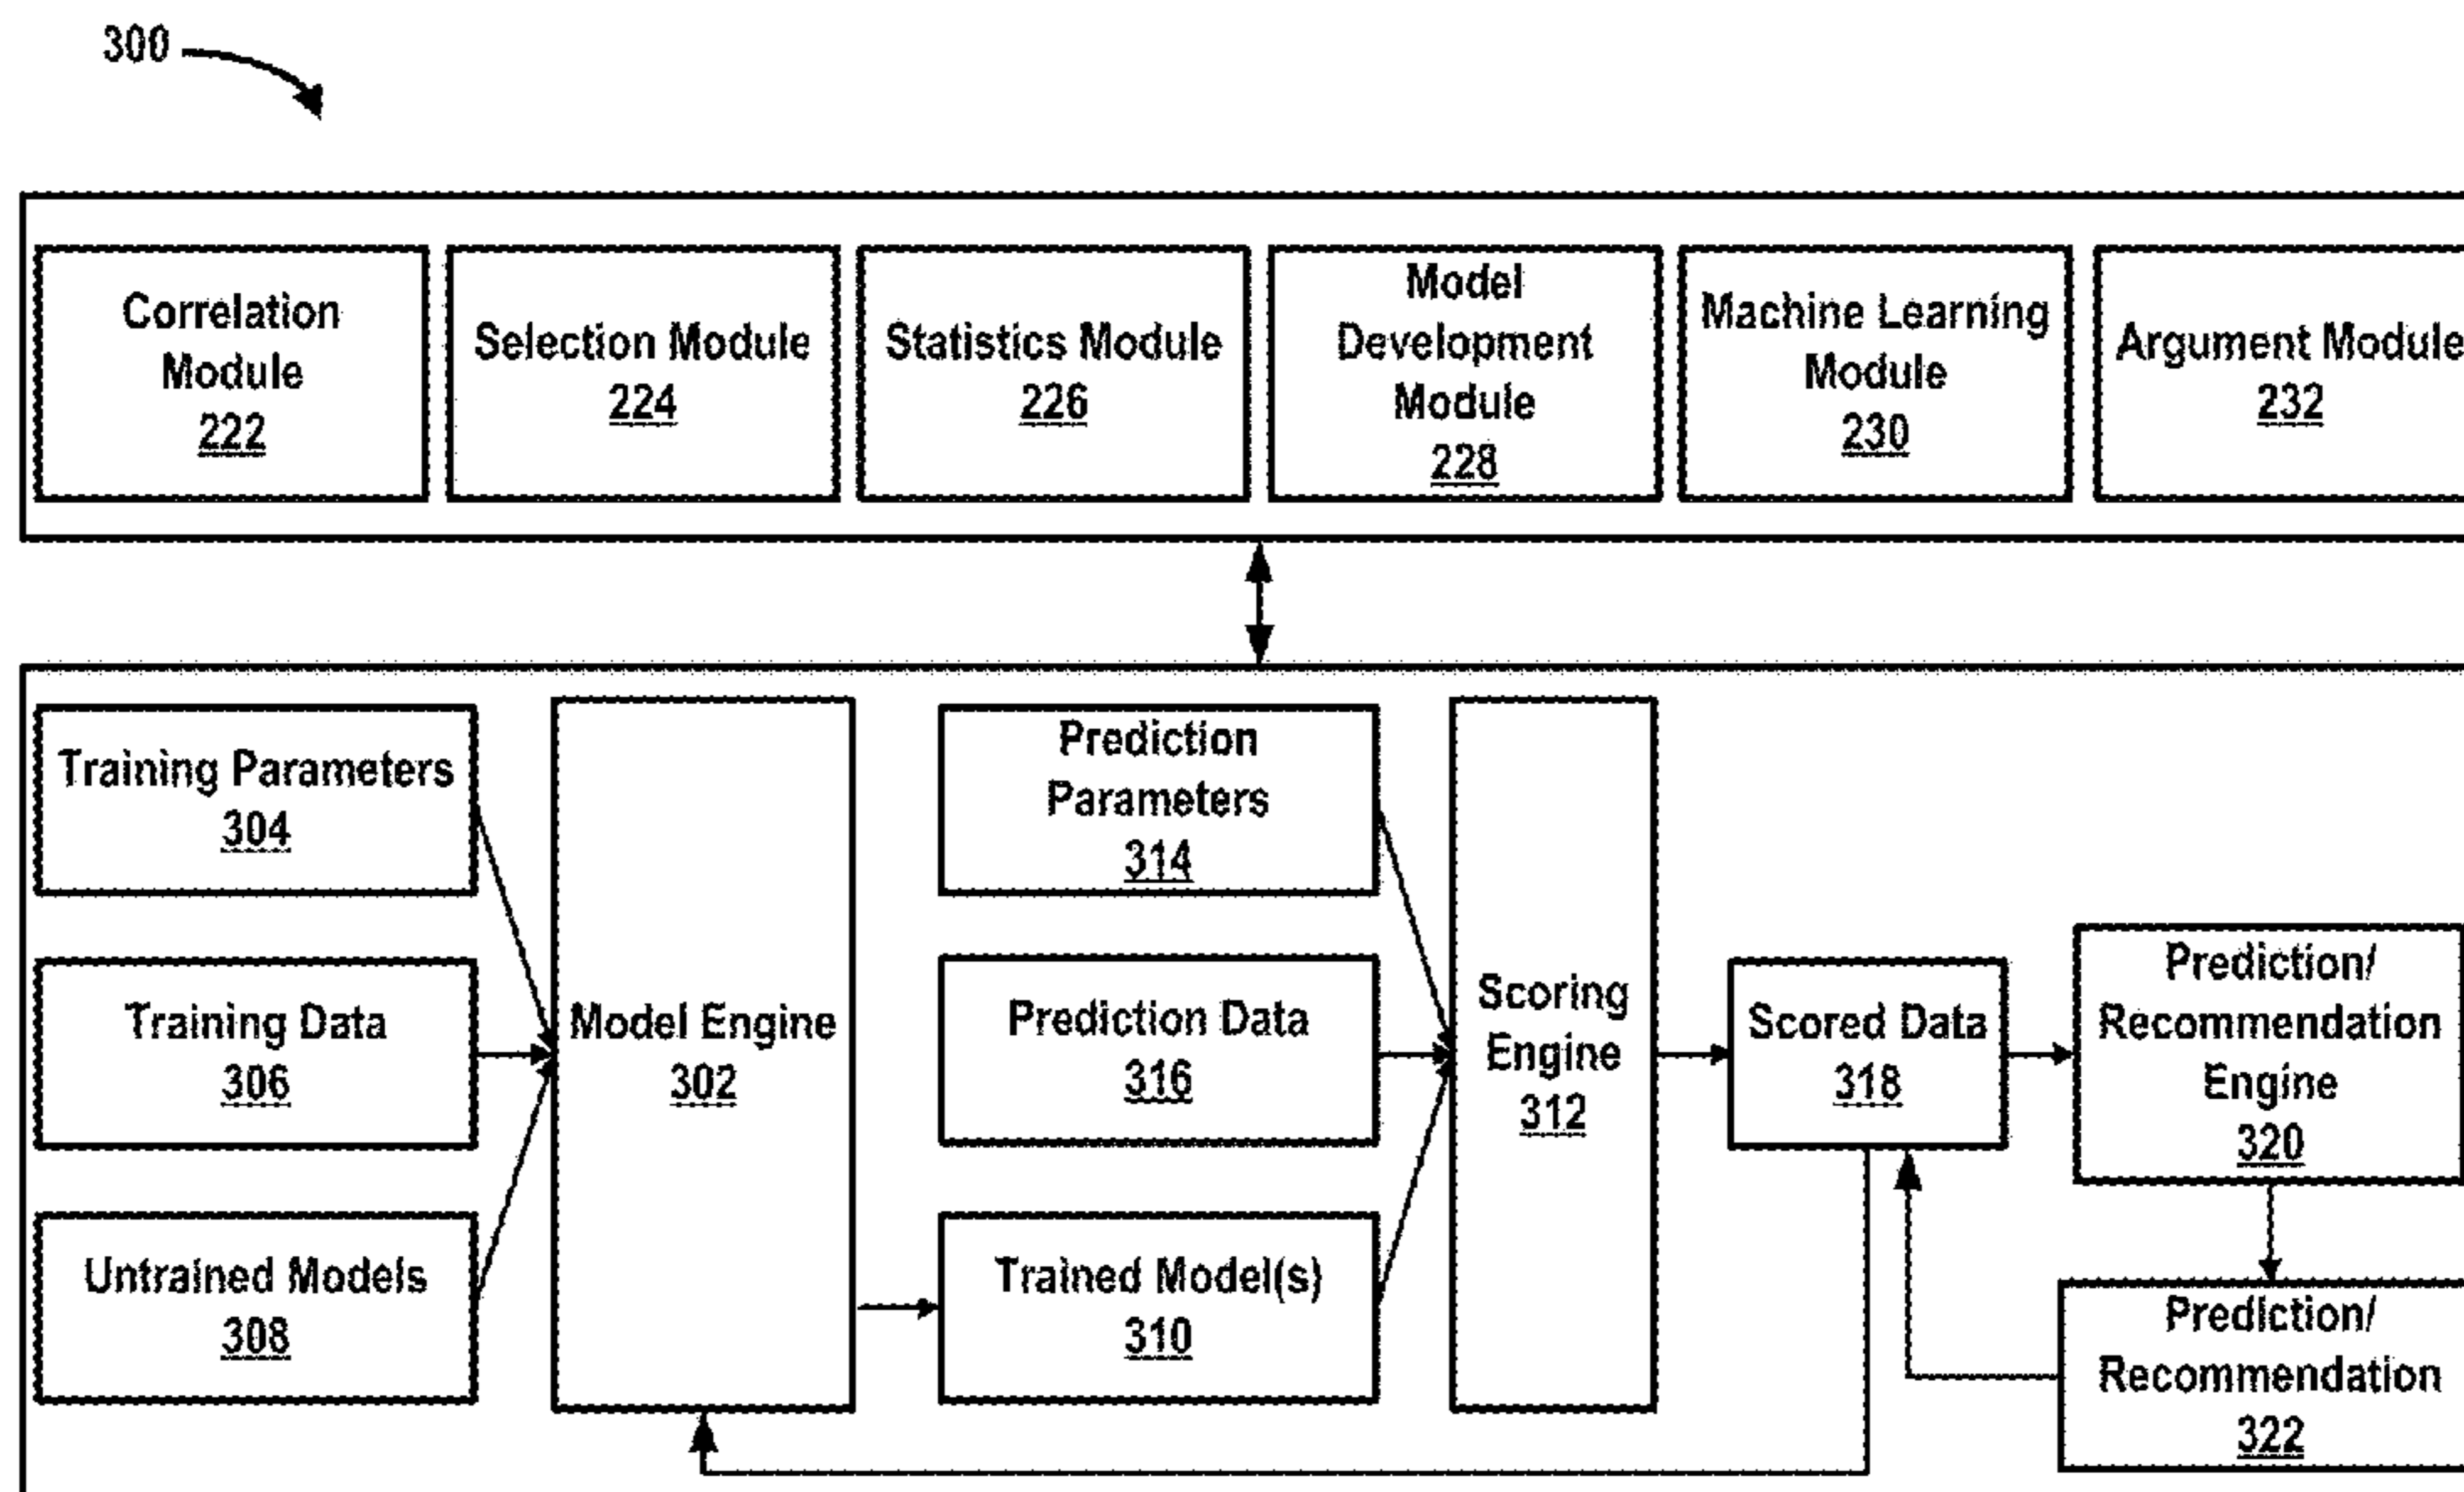 300
Correlation
Module
222
Selection Module
224
Statistics Module
226
Model
Development
Module
228
Machine Learning
Module
230
Argument Module
232
Training Parameters
304
Training Data
306
Untrained Models
308
Model Engine
302
Prediction
Parameters
314
Prediction Data
316
Trained Model(s)
310
Scoring
Engine
312
Scored Data
318
Prediction/
Recommendation
Engine
320
Prediction/
Recommendation
322